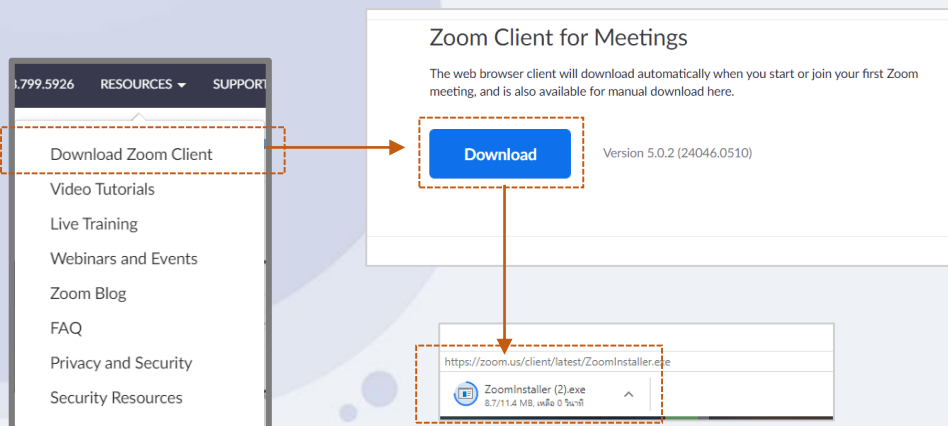 3.799.5926 RESOURCES SUPPORT
Download Zoom Client
Video Tutorials
Live Training
Webinars and Events
Zoom Blog
FAQ
Privacy and Security
Security Resources
Zoom Client for Meetings
The web browser client will download automatically when you start or join your first Zoom
meeting, and is also available for manual download here.
Download
Version 5.0.2 (24046.0510)
https://zoom.us/client/latest/ZoomInstaller.exe
ZoomInstaller (2).exe
8.7/11.4 MB, เหลือ 0 วินาที